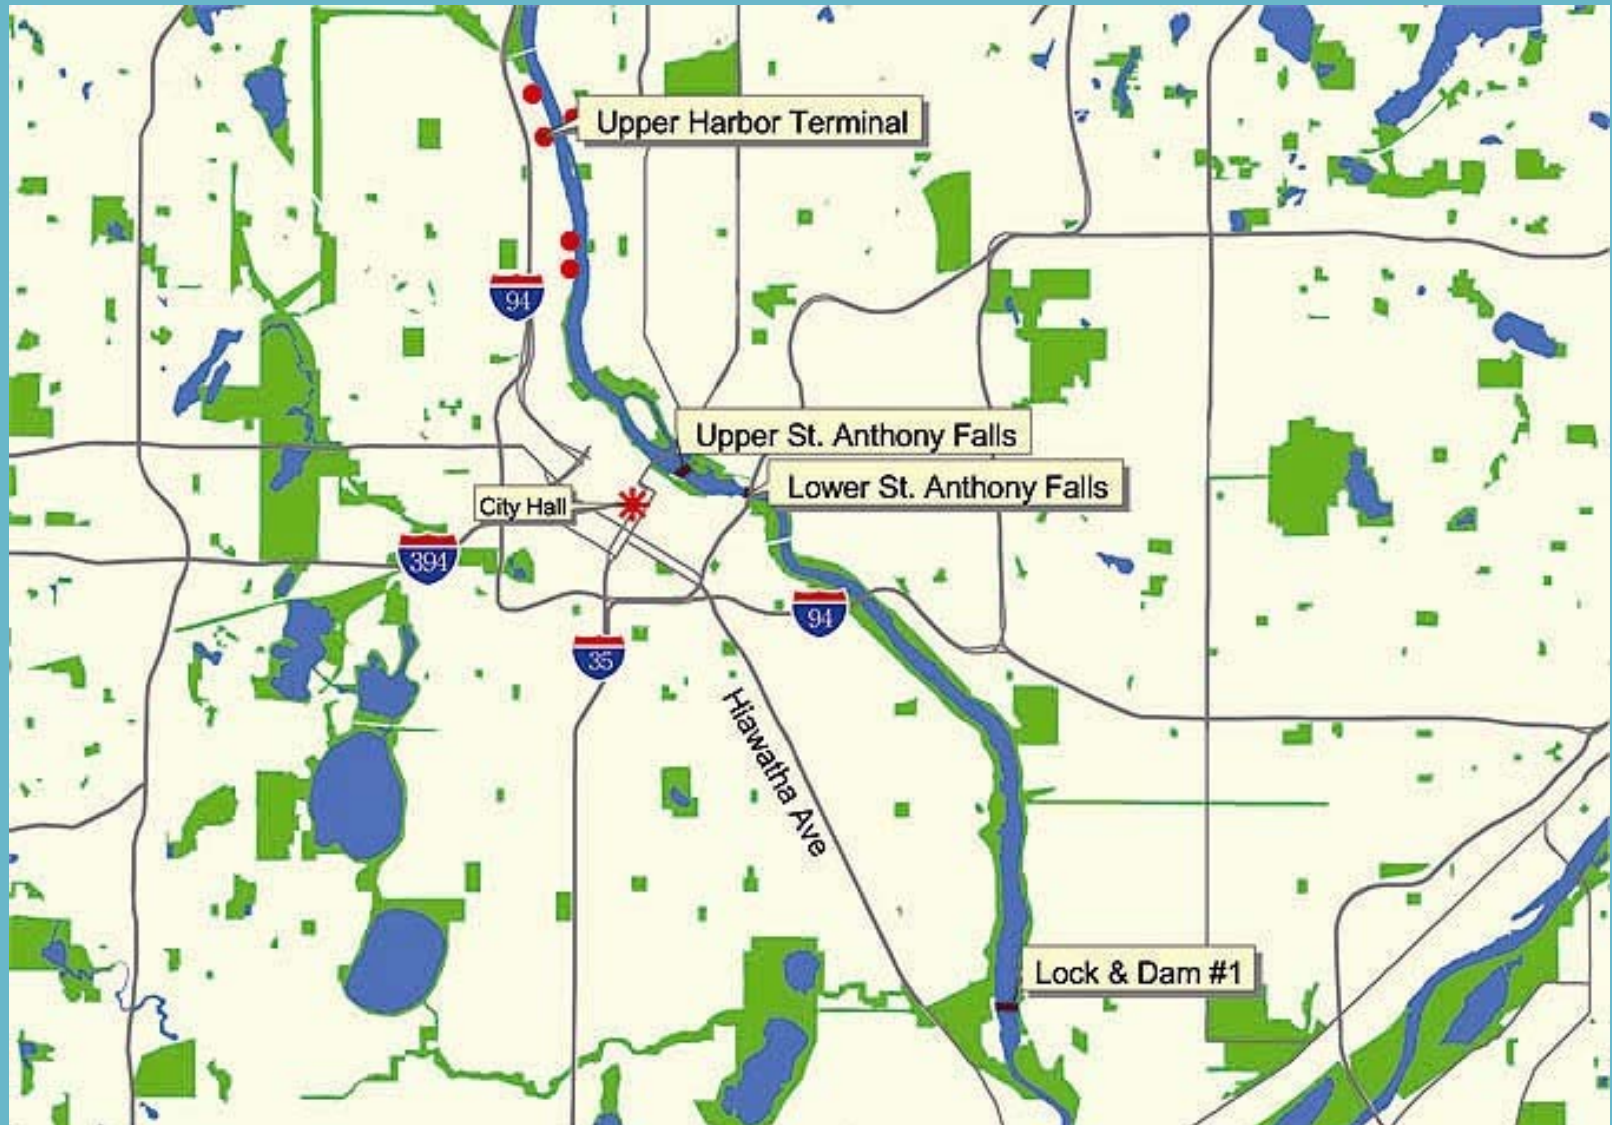 Upper Harbor Terminal
94
Upper St. Anthony Falls
Lower St. Anthony Falls
City Hall
394
94
35
Hiawatha Ave
Lock & Dam #1